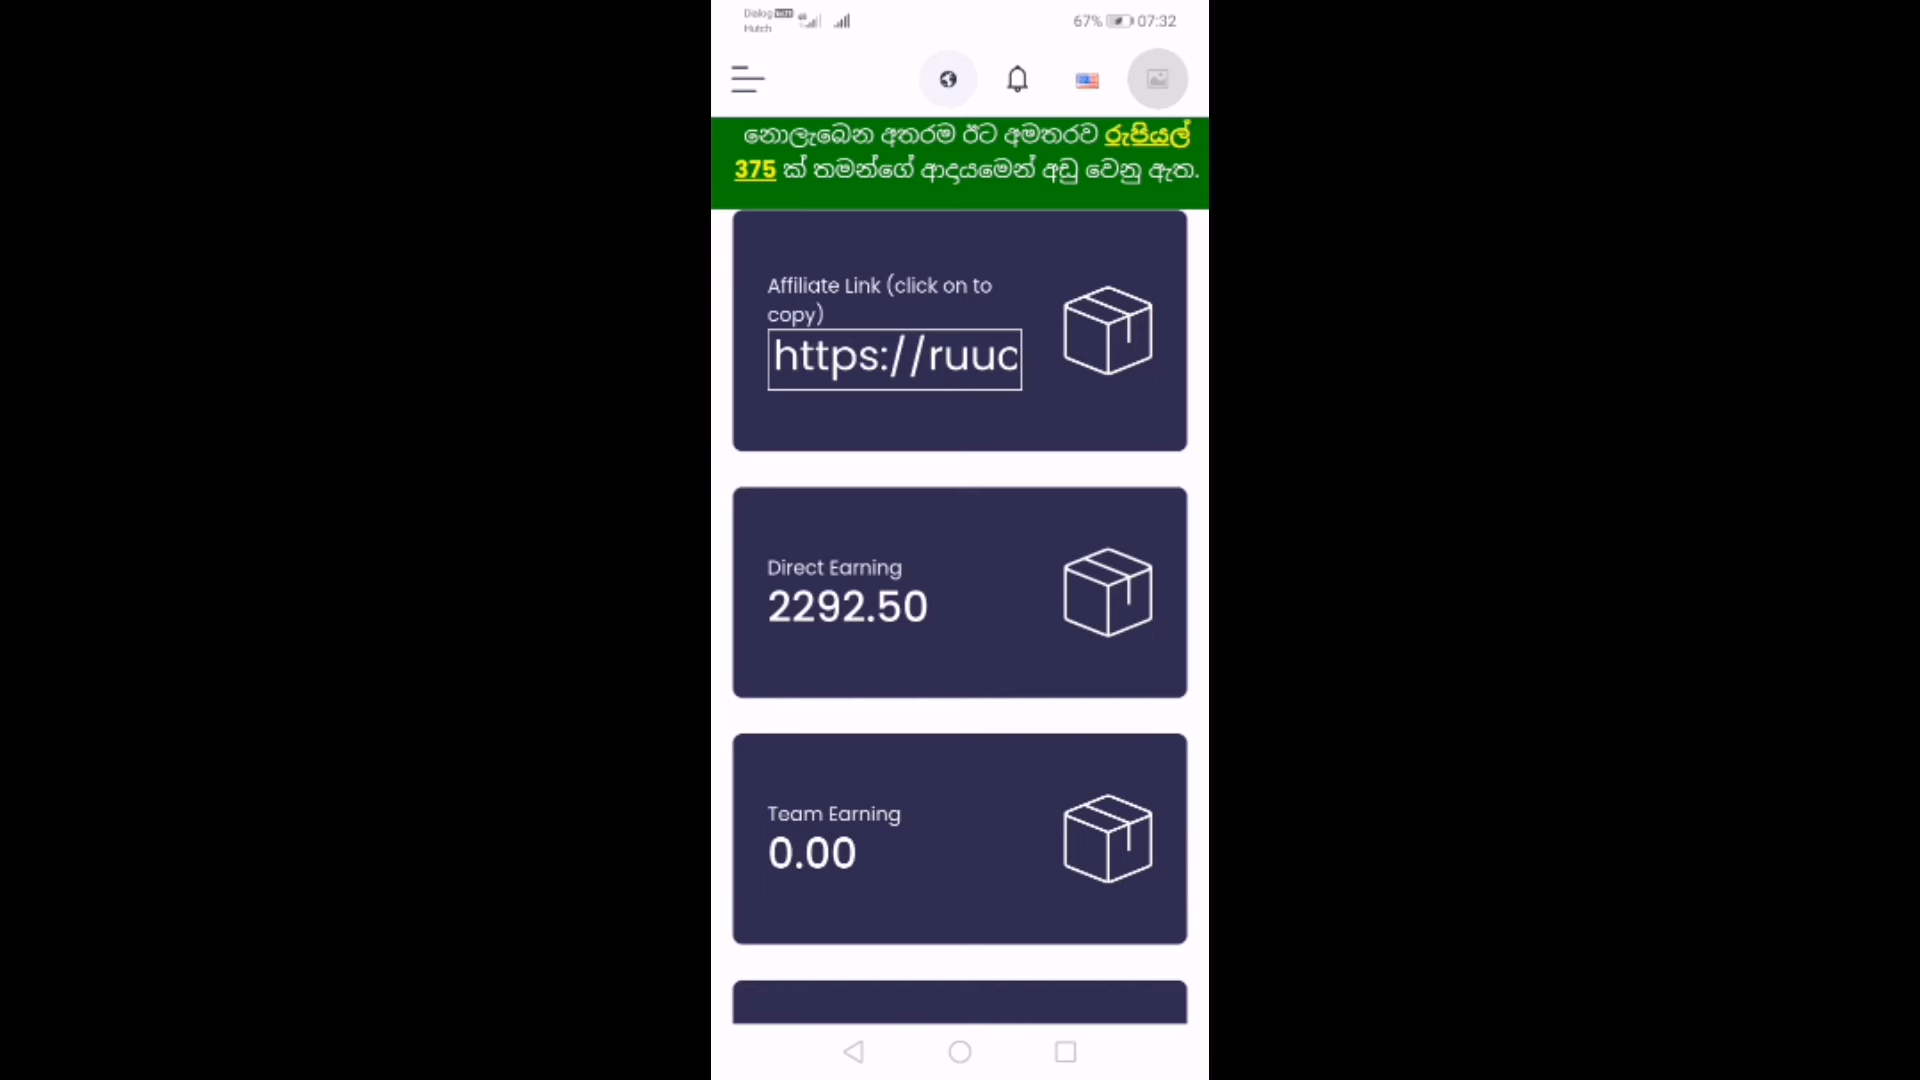 Dialog
Hutch
67% 07:32
නොලැබෙන අතරම ඊට අමතරව රුපියල්
375 ක් තමන්ගේ ආදායමෙන් අඩු වෙනු ඇත.
Affiliate Link (click on to
copy)
https://ruuc
Direct Earning
2292.50
Team Earning
0.00